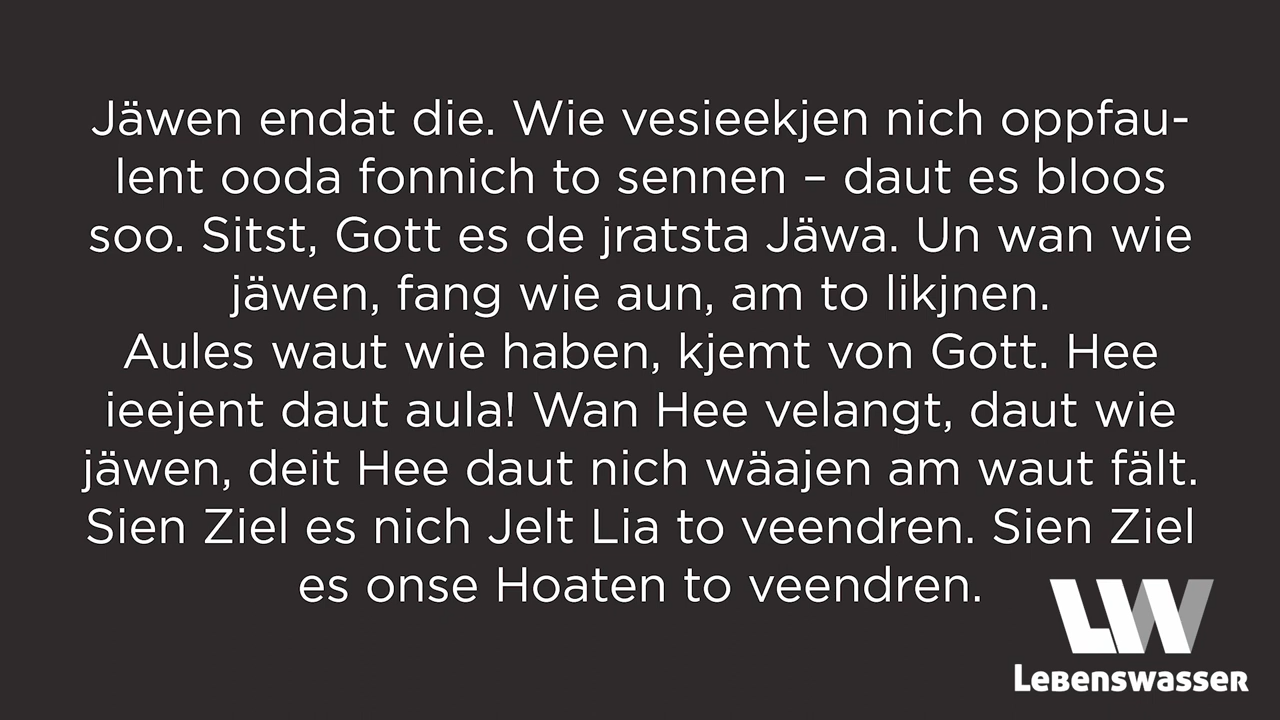 Jäwen endat die. Wie vesieekjen nich oppfau-
lent ooda fonnich to sennen – daut es bloos
soo. Sitst, Gott es de jratsta Jäwa. Un wan wie
jäwen, fang wie aun, am to likjnen.
Aules waut wie haben, kjemt von Gott. Hee
ieejent daut aula! Wan Hee velangt, daut wie
jäwen, deit Hee daut nich wäajen am waut fält.
Sien Ziel es nich Jelt Lia to veendren. Sien Ziel
es onse Hoaten to veendren.
LW
Lebenswasser